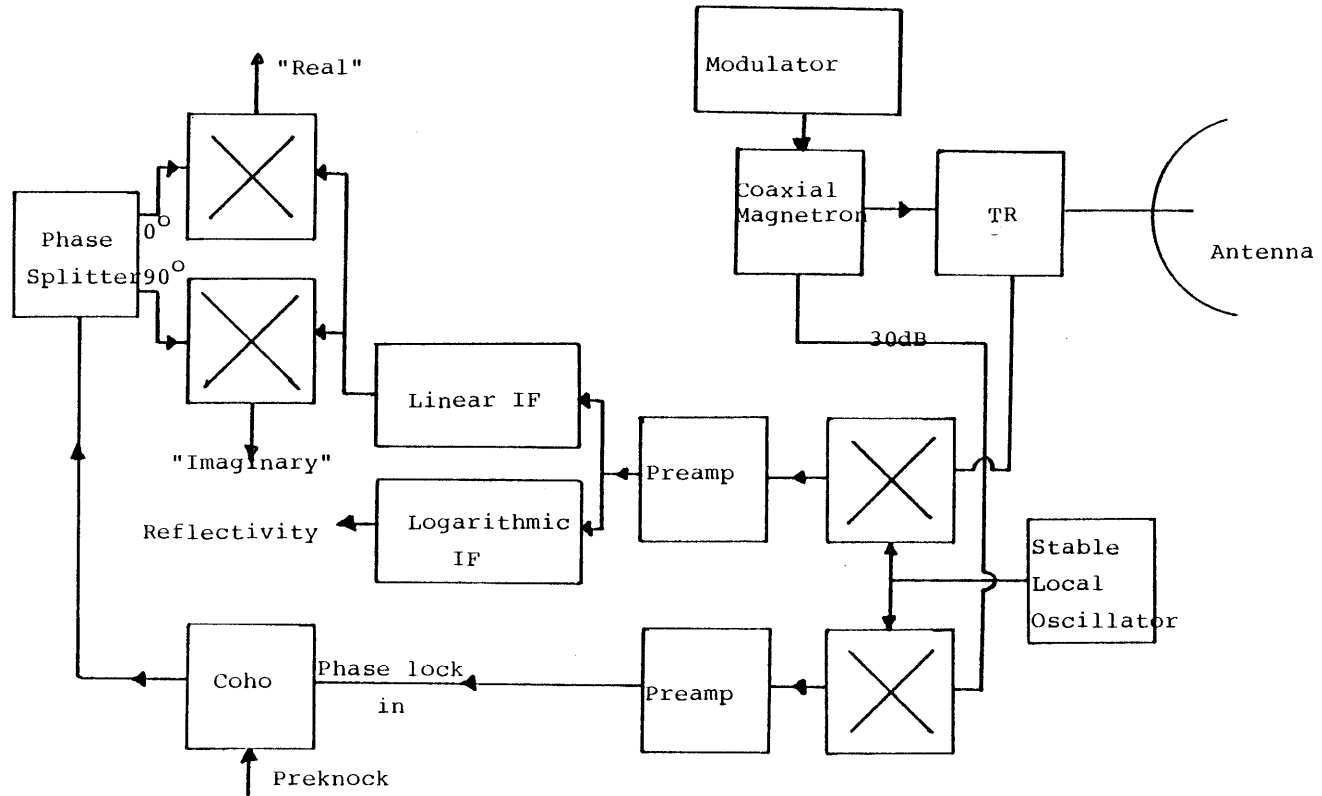 "Real"
Modulator
Coaxial
Magnetron
TR
Antenna
Phase
Splitter
0°
90°
30dB
"Imaginary"
Linear IF
Preamp
Reflectivity
Logarithmic
IF
Stable
Local
Oscillator
Coho
Phase lock
in
Preamp
Preknock